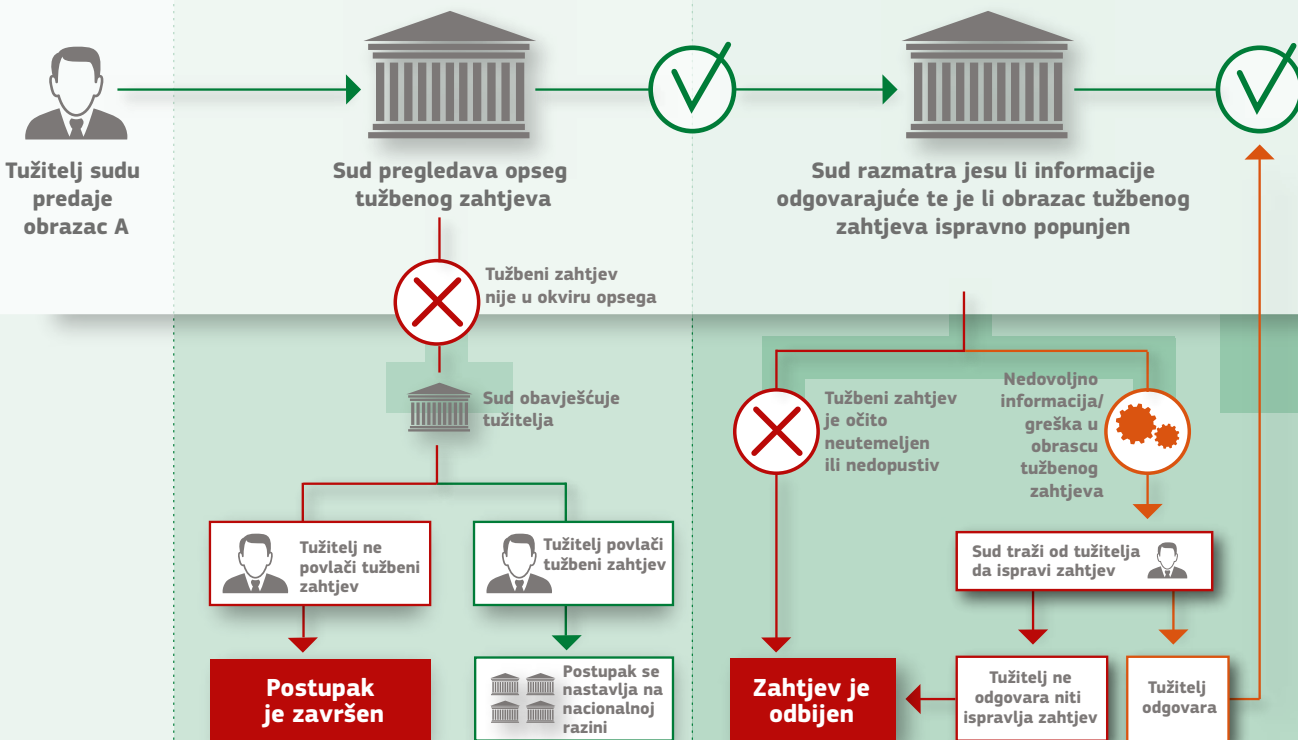 Tužitelj sudu
predaje
obrazac A
Sud pregledava opseg
tužbenog zahtjeva
Sud razmatra jesu li informacije
odgovarajuće te je li obrazac tužbenog
zahtjeva ispravno popunjen
Tužbeni zahtjev
nije u okviru opsega
Sud obavješćuje
tužitelja
Tužitelj ne
povlači tužbeni
zahtjev
Tužitelj povlači
tužbeni zahtjev
Postupak
je završen
Postupak se
nastavlja na
nacionalnoj
razini
Tužbeni zahtjev
je očito
neutemeljen
ili nedopustiv
Nedovoljno
informacija/
greška u
obrascu
tužbenog
zahtjeva
Sud traži od tužitelja
da ispravi zahtjev
Zahtjev je
odbijen
Tužitelj ne
odgovara niti
ispravlja zahtjev
Tužitelj
odgovara